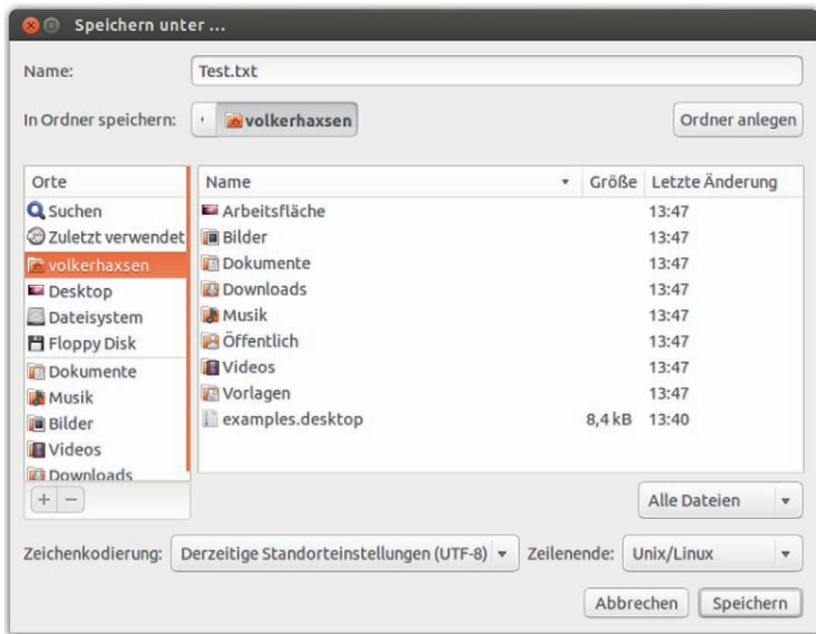 Speichern unter ...
Name: Test.txt
In Ordner speichern: volkerhaxsen Ordner anlegen
Orte
Suchen
Zuletzt verwendet
volkerhaxsen
Desktop
Dateisystem
Floppy Disk
Dokumente
Musik
Bilder
Videos
Downloads
+ −
Name Größe Letzte Änderung
Arbeitsfläche 13:47
Bilder 13:47
Dokumente 13:47
Downloads 13:47
Musik 13:47
Öffentlich 13:47
Videos 13:47
Vorlagen 13:47
examples.desktop 8,4 kB 13:40
Alle Dateien
Zeichenkodierung: Derzeitige Standorteinstellungen (UTF-8) Zeilenende: Unix/Linux
Abbrechen Speichern